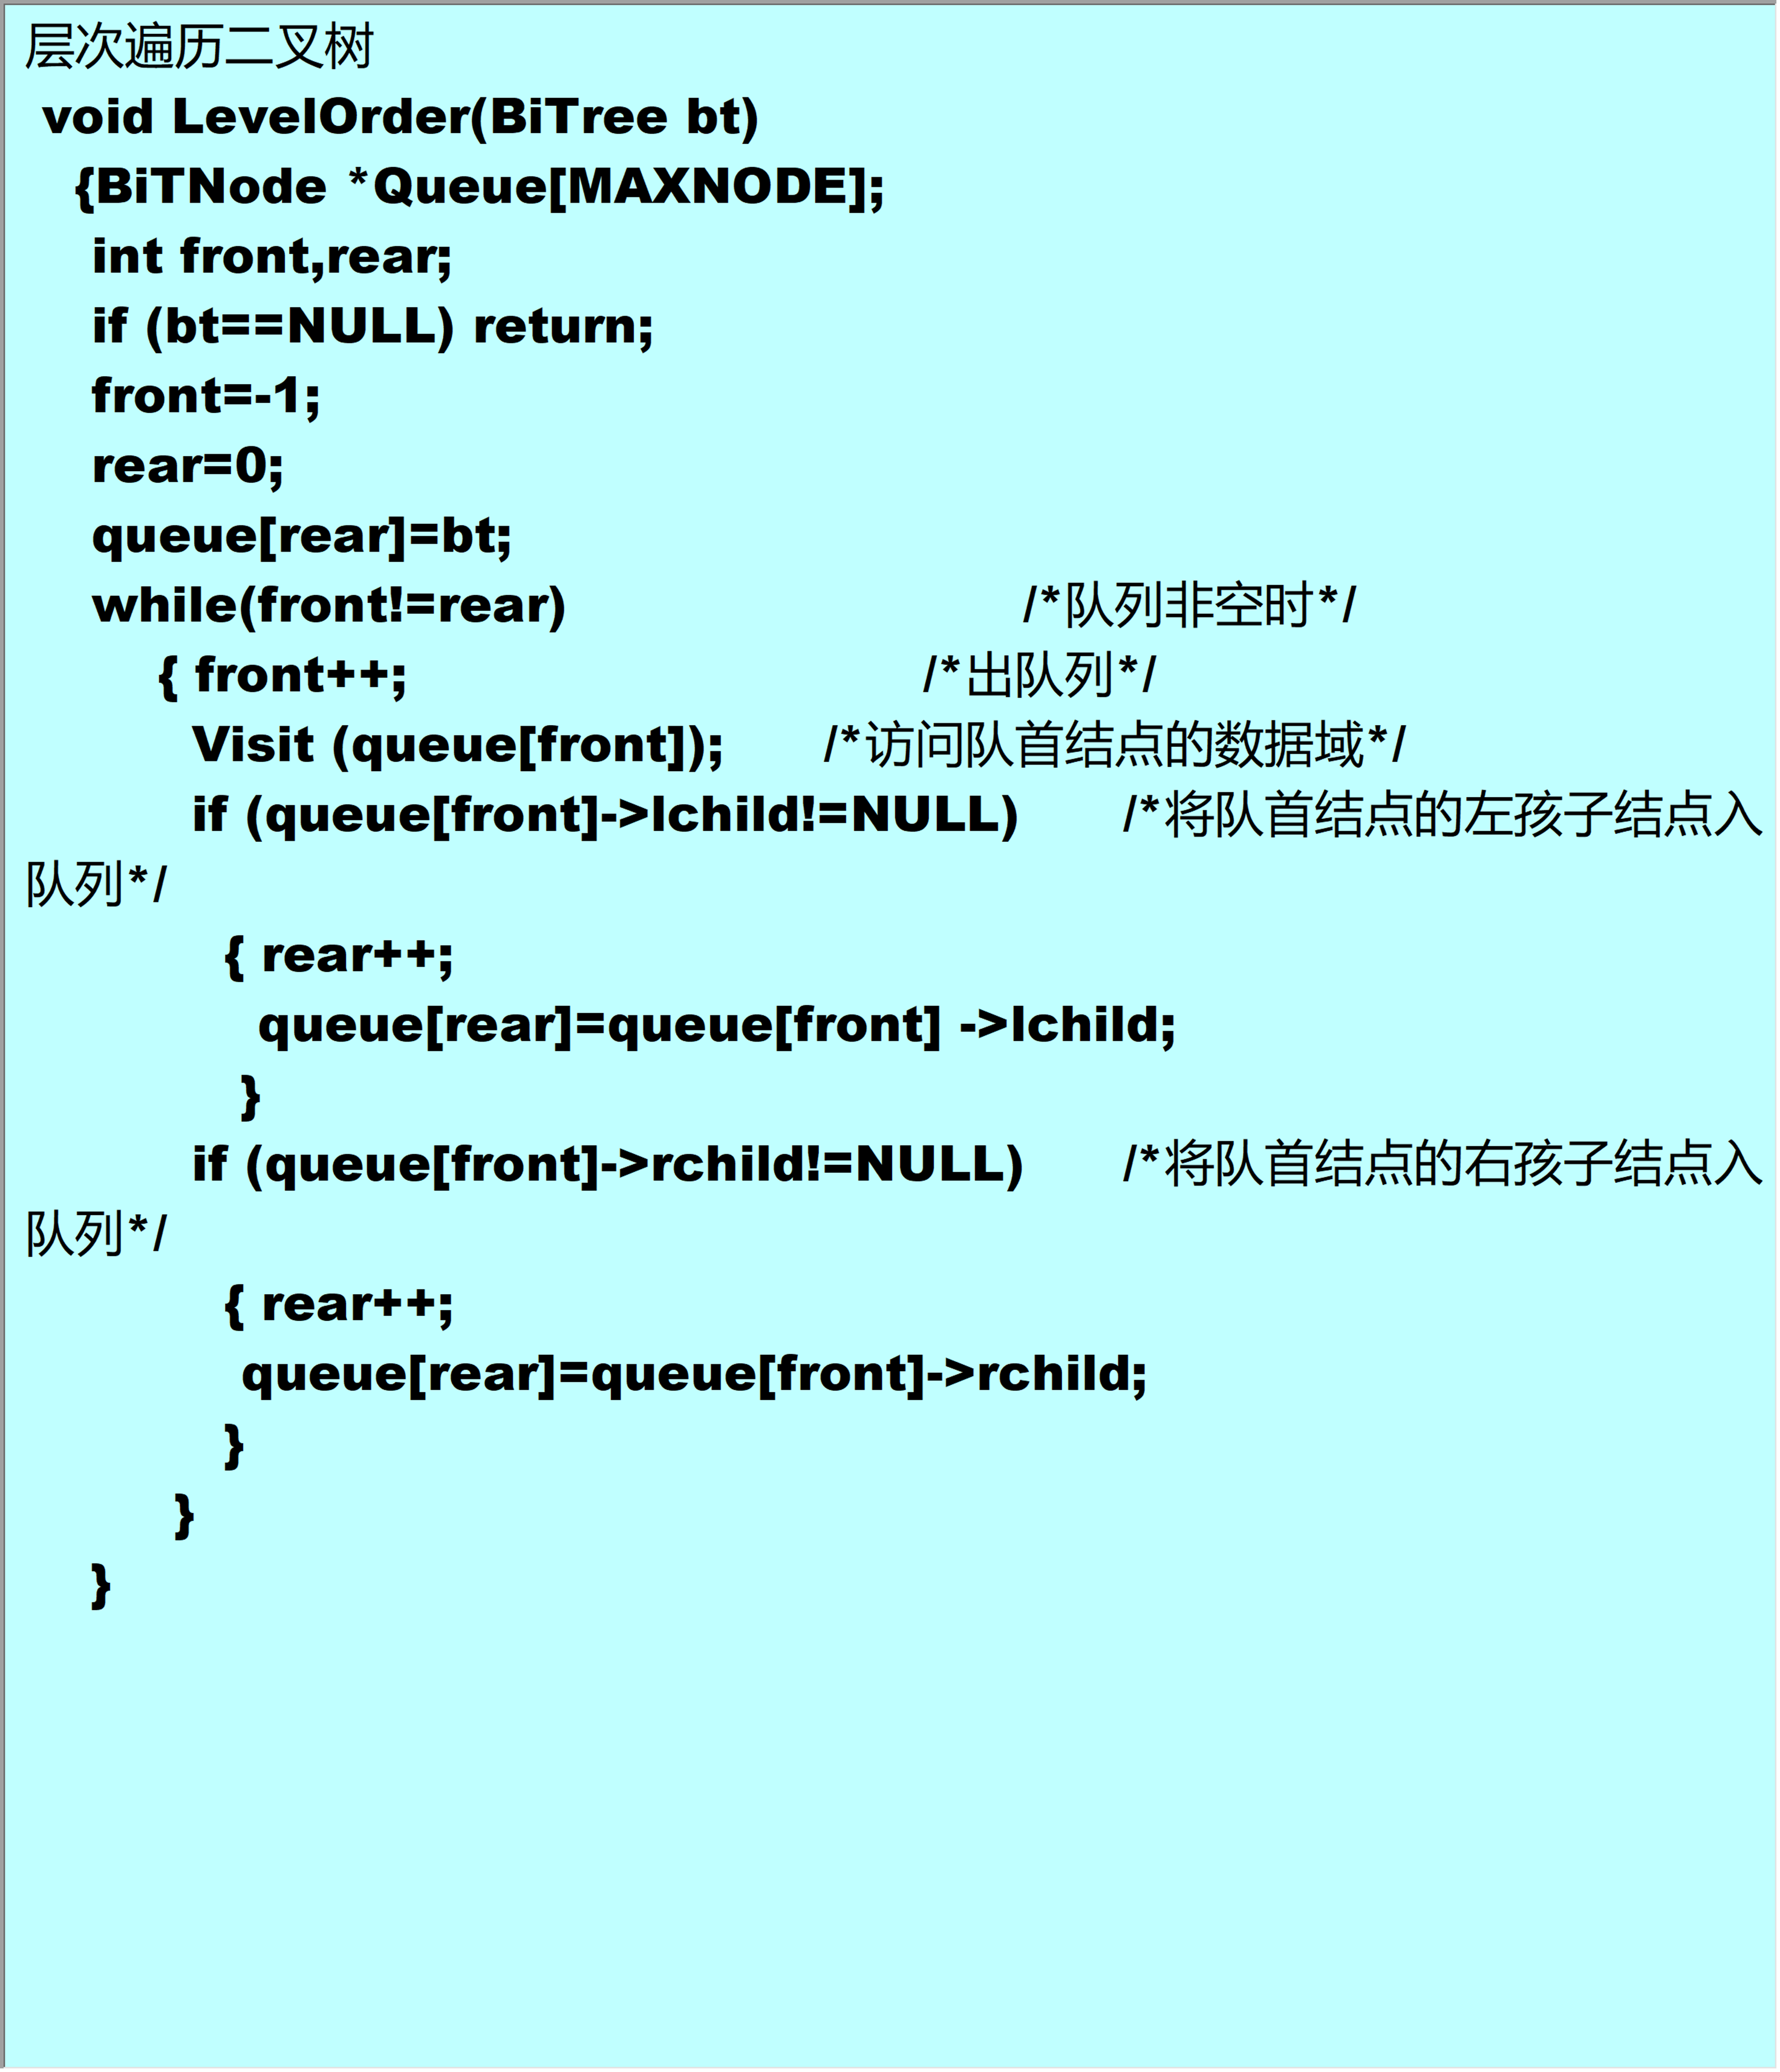 层次遍历二叉树
void LevelOrder(BiTree bt)
{BiTNode *Queue[MAXNODE];
int front,rear;
if (bt==NULL) return;
front=-1;
rear=0;
queue[rear]=bt;
while(front!=rear) /*队列非空时*/
{ front++; /*出队列*/
Visit (queue[front]); /*访问队首结点的数据域*/
if (queue[front]->lchild!=NULL) /*将队首结点的左孩子结点入
队列*/
{ rear++;
queue[rear]=queue[front] ->lchild;
}
if (queue[front]->rchild!=NULL) /*将队首结点的右孩子结点入
队列*/
{ rear++;
queue[rear]=queue[front]->rchild;
}
}
}